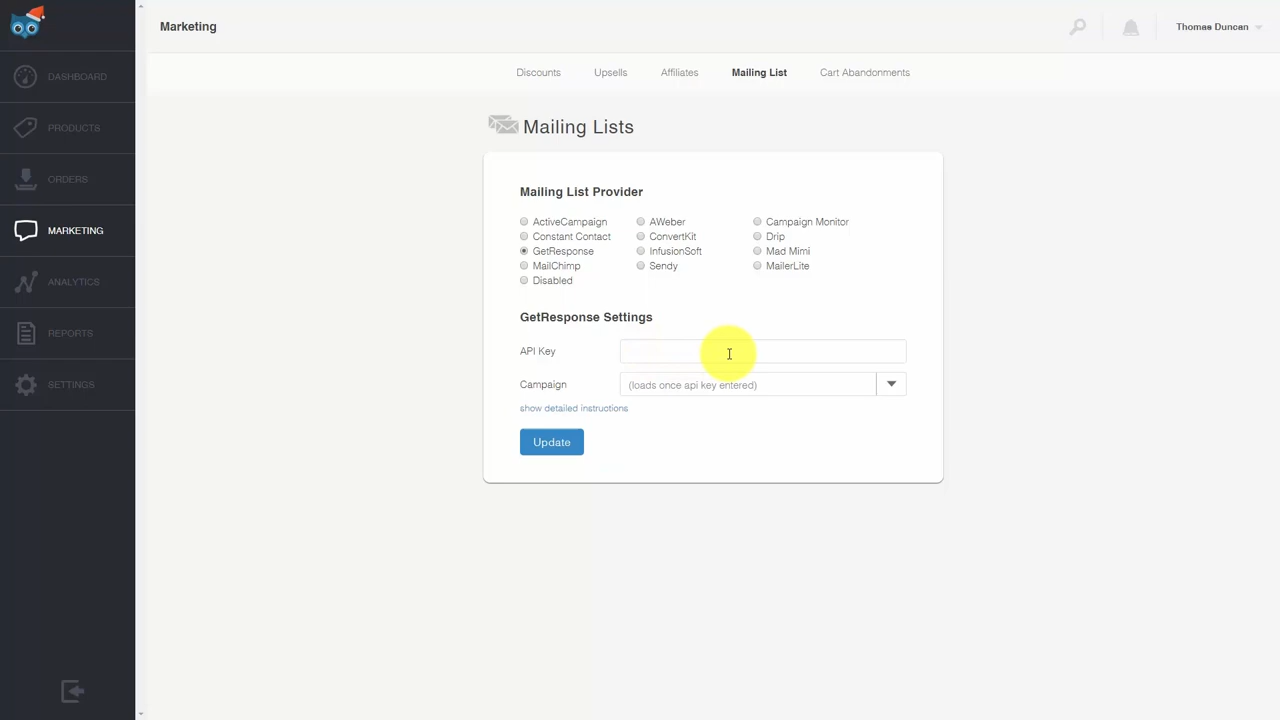 Marketing
Thomas Duncan
DASHBOARD
PRODUCTS
ORDERS
MARKETING
ANALYTICS
REPORTS
SETTINGS
Discounts Upsells Affiliates Mailing List Cart Abandonments
Mailing Lists
Mailing List Provider
ActiveCampaign AWeber Campaign Monitor
Constant Contact ConvertKit Drip
GetResponse InfusionSoft Mad Mimi
MailChimp Sendy MailerLite
Disabled
GetResponse Settings
API Key
Campaign (loads once api key entered)
show detailed instructions
Update